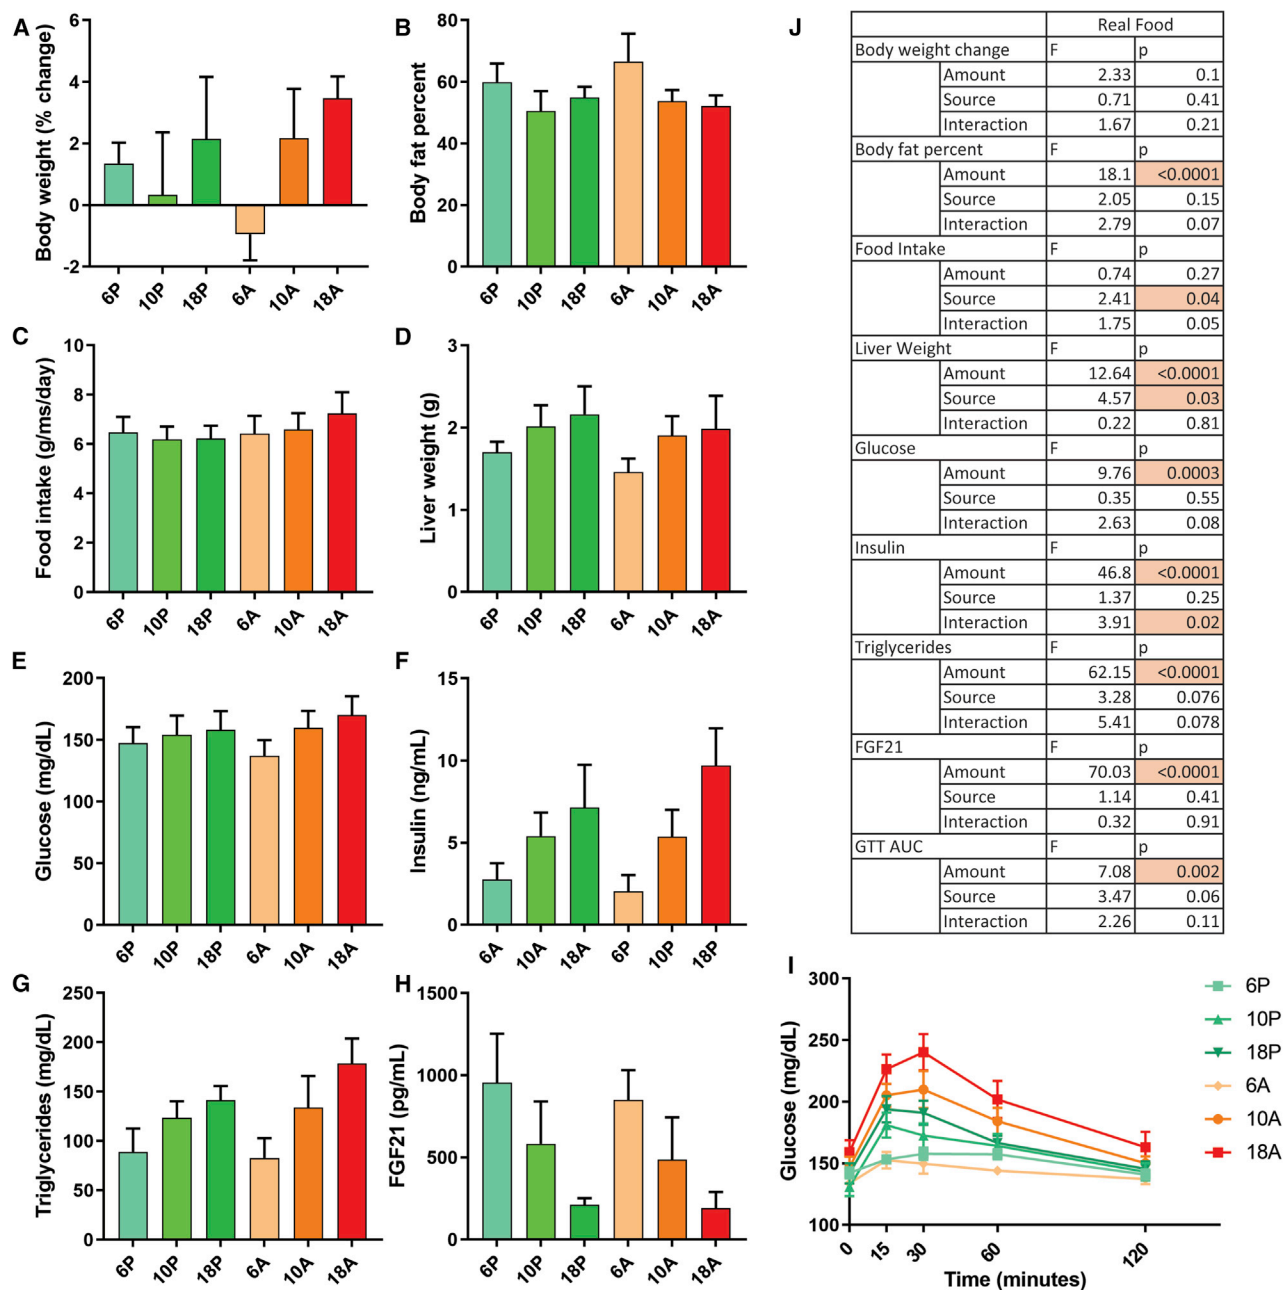 A
Body weight (% change)
6
4
2
0
-2
6P 10P 18P 6A 10A 18A
B
Body fat percent
80
60
40
20
0
6P 10P 18P 6A 10A 18A
C
Food intake (g/ms/day)
10
8
6
4
2
0
6P 10P 18P 6A 10A 18A
D
Liver weight (g)
3
2
1
0
6P 10P 18P 6A 10A 18A
E
Glucose (mg/dL)
200
150
100
50
0
6P 10P 18P 6A 10A 18A
F
Insulin (ng/mL)
15
10
5
0
6A 10A 18A 6P 10P 18P
G
Triglycerides (mg/dL)
250
200
150
100
50
0
6P 10P 18P 6A 10A 18A
H
FGF21 (pg/mL)
1500
1000
500
0
6P 10P 18P 6A 10A 18A
J
Real Food
Body weight change F p
Amount 2.33 0.1
Source 0.71 0.41
Interaction 1.67 0.21
Body fat percent F p
Amount 18.1 <0.0001
Source 2.05 0.15
Interaction 2.79 0.07
Food Intake F p
Amount 0.74 0.27
Source 2.41 0.04
Interaction 1.75 0.05
Liver Weight F p
Amount 12.64 <0.0001
Source 4.57 0.03
Interaction 0.22 0.81
Glucose F p
Amount 9.76 0.0003
Source 0.35 0.55
Interaction 2.63 0.08
Insulin F p
Amount 46.8 <0.0001
Source 1.37 0.25
Interaction 3.91 0.02
Triglycerides F p
Amount 62.15 <0.0001
Source 3.28 0.076
Interaction 5.41 0.078
FGF21 F p
Amount 70.03 <0.0001
Source 1.14 0.41
Interaction 0.32 0.91
GTT AUC F p
Amount 7.08 0.002
Source 3.47 0.06
Interaction 2.26 0.11
I
Glucose (mg/dL)
300
250
200
150
100
0 15 30 60 120
Time (minutes)
6P
10P
18P
6A
10A
18A